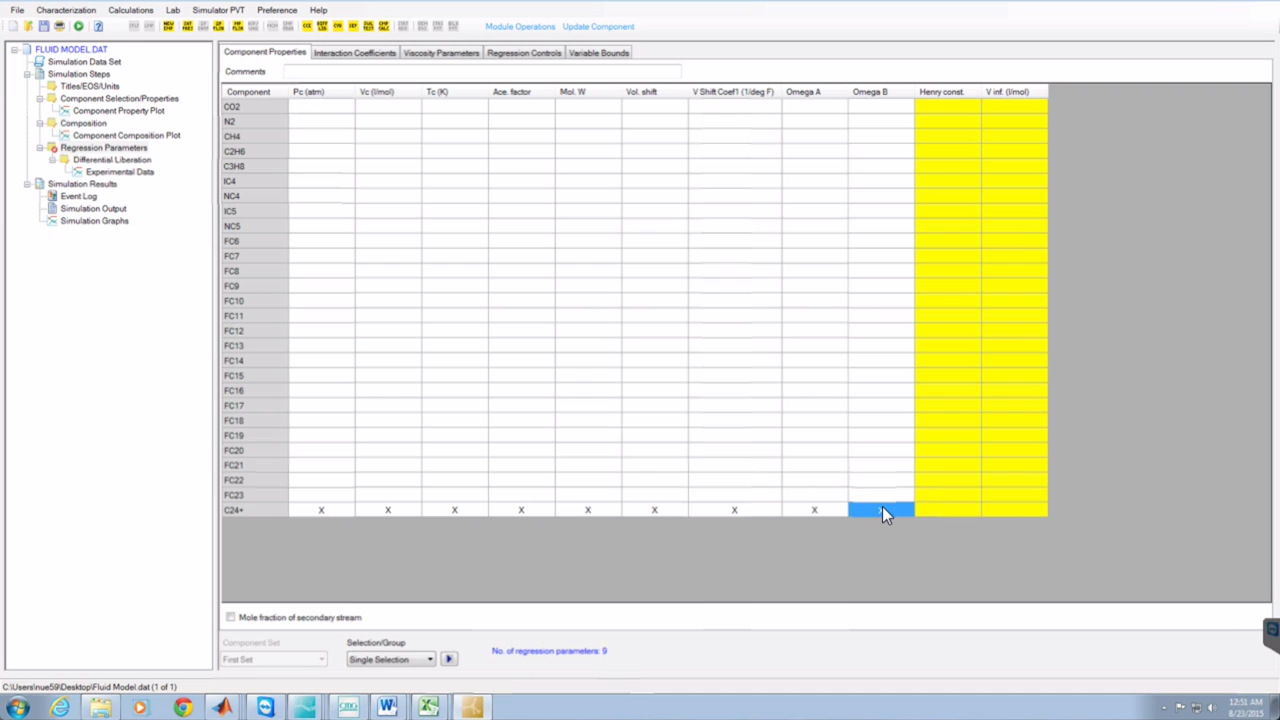 File Characterization Calculations Lab Simulator PVT Preference Help
Module Operations Update Component
FLUID MODEL.DAT
Simulation Data Set
Simulation Steps
Titles/EOS/Units
Component Selection/Properties
Component Property Plot
Composition
Component Composition Plot
Regression Parameters
Differential Liberation
Experimental Data
Simulation Results
Event Log
Simulation Output
Simulation Graphs
Component Properties Interaction Coefficients Viscosity Parameters Regression Controls Variable Bounds
Comments
Component Pc (atm) Vc (l/mol) Tc (K) Ace. factor Mol. W Vol. shift V Shift Coef1 (1/deg F) Omega A Omega B Henry const. V inf. (l/mol)
CO2
N2
CH4
C2H6
C3H8
IC4
NC4
IC5
NC5
FC6
FC7
FC8
FC9
FC10
FC11
FC12
FC13
FC14
FC15
FC16
FC17
FC18
FC19
FC20
FC21
FC22
FC23
C24+ X X X X X X X X
Mole fraction of secondary stream
Component Set Selection/Group
First Set Single Selection
No. of regression parameters: 9
C:\Users\nue59\Desktop\Fluid Model.dat (1 of 1)
12:51 AM
8/23/2015